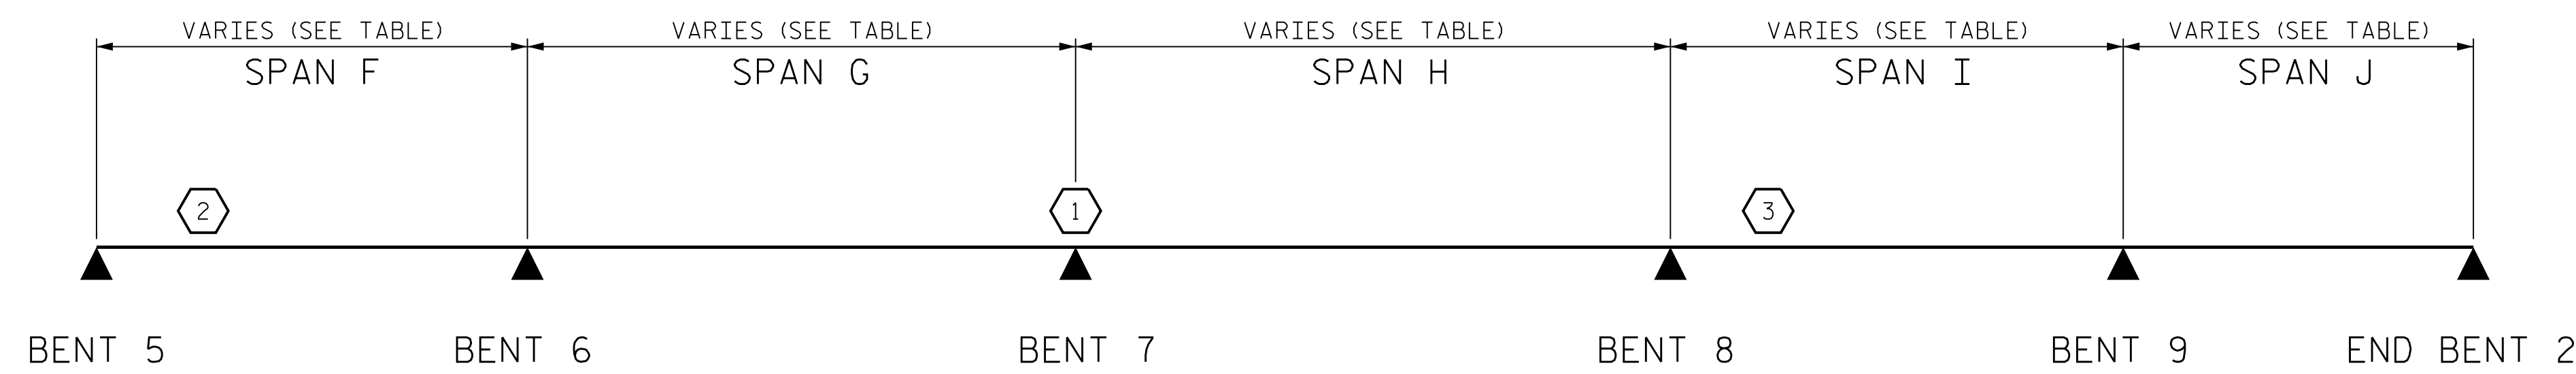 VARIES (SEE TABLE) VARIES (SEE TABLE) VARIES (SEE TABLE) VARIES (SEE TABLE) VARIES (SEE TABLE)
SPAN F SPAN G SPAN H SPAN I SPAN J
2 1 3
BENT 5 BENT 6 BENT 7 BENT 8 BENT 9 END BENT 2